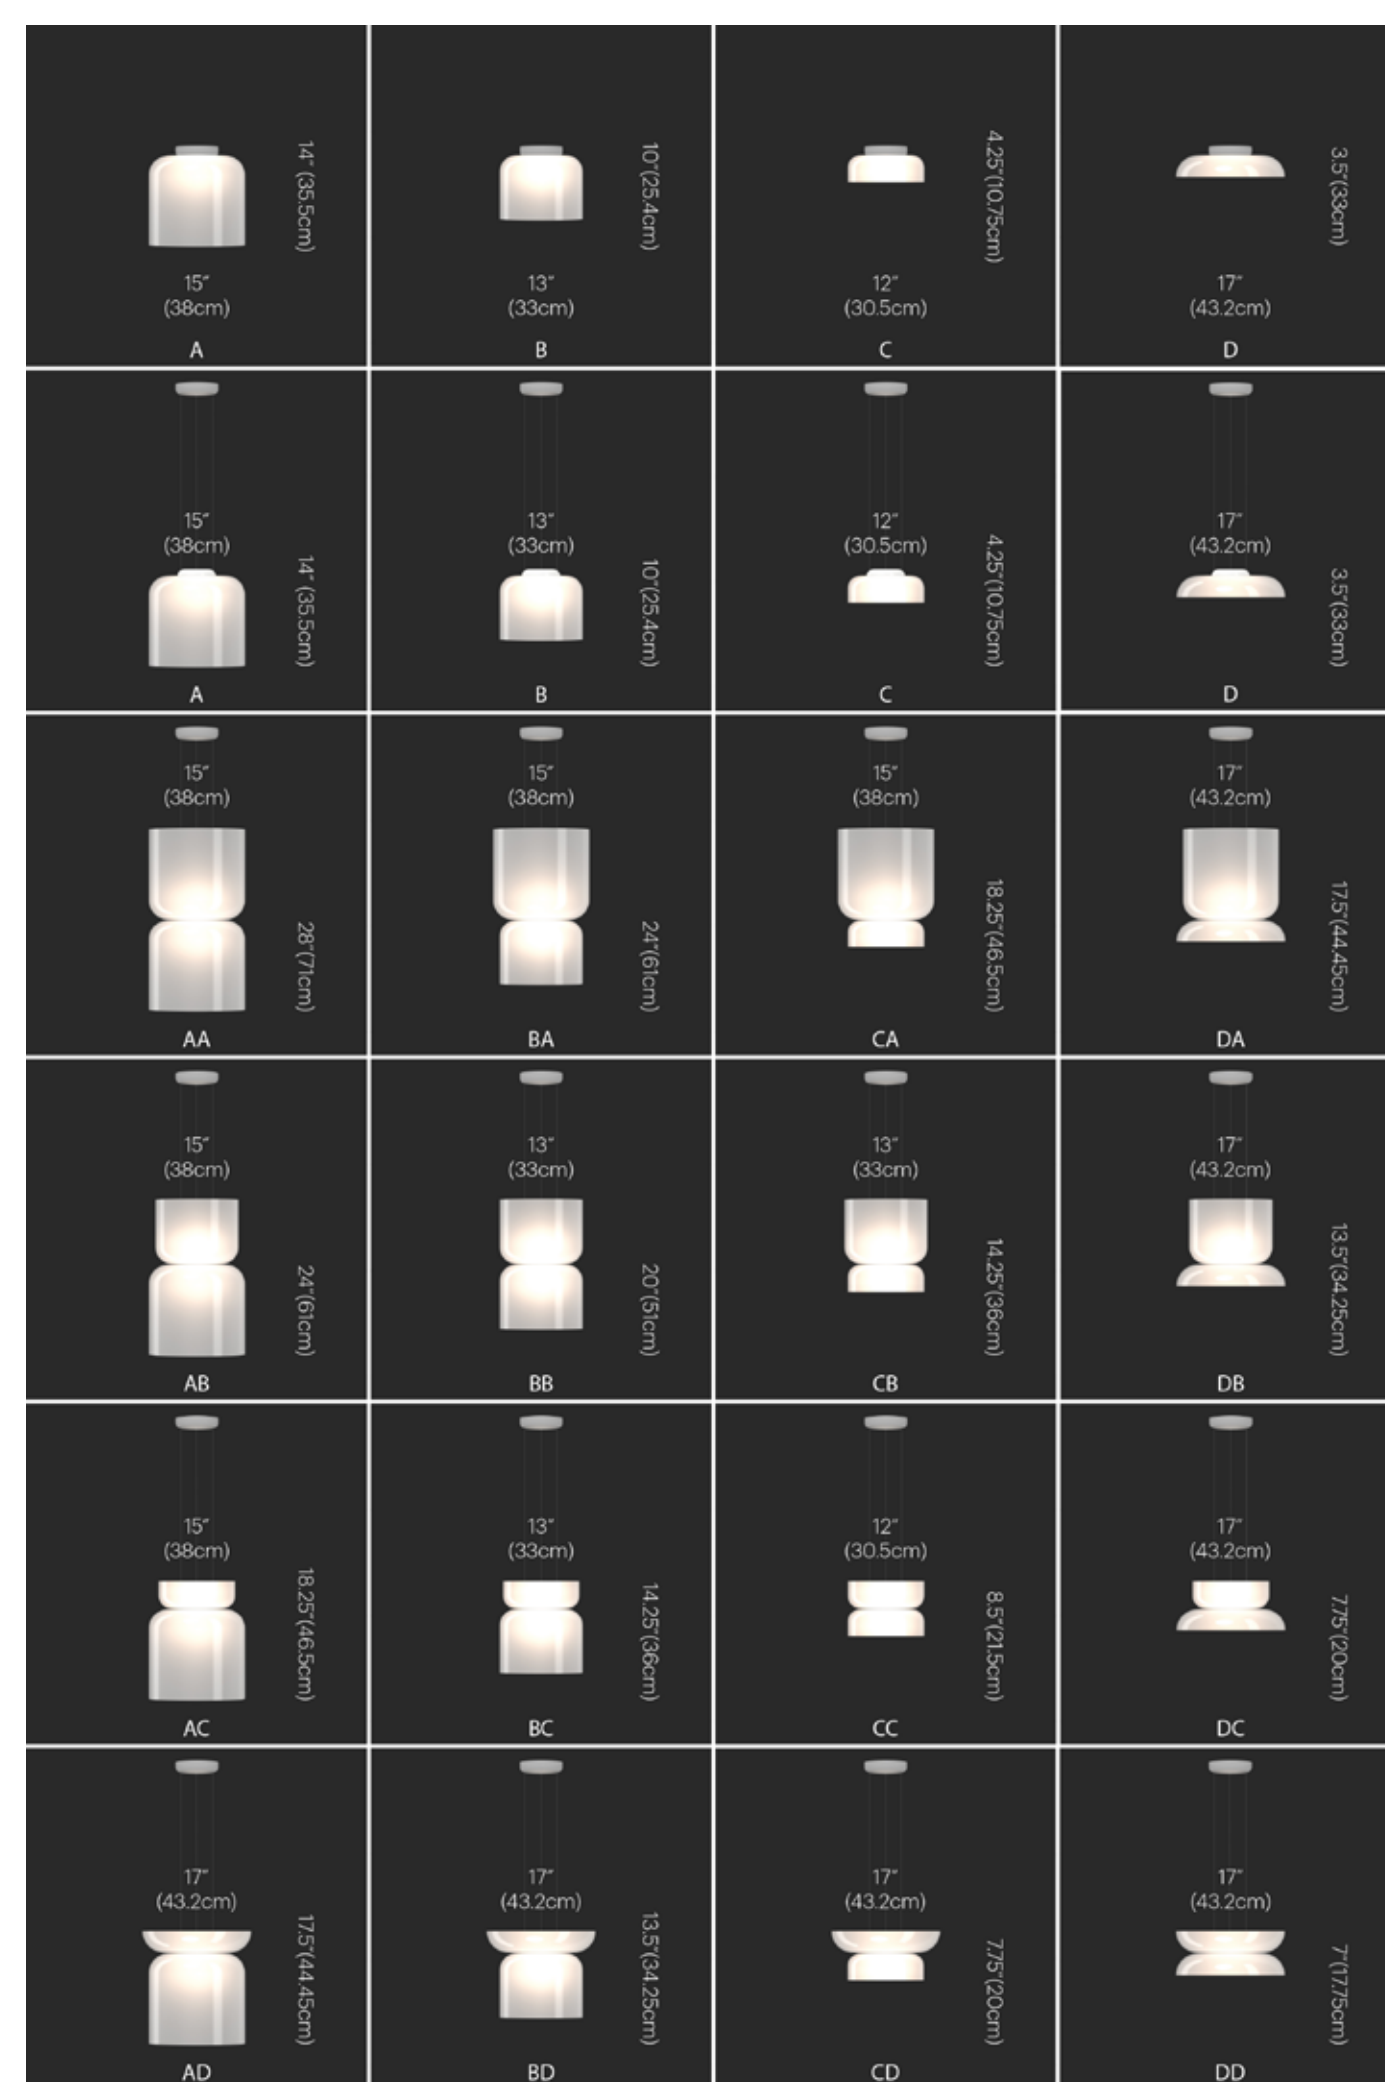 14" (35.5cm)
15"
(38cm)
A
10"(25.4cm)
13"
(33cm)
B
4.25"(10.75cm)
12"
(30.5cm)
C
3.5"(33cm)
17"
(43.2cm)
D
15"
(38cm)
14" (35.5cm)
A
13"
(33cm)
10"(25.4cm)
B
12"
(30.5cm)
4.25"(10.75cm)
C
17"
(43.2cm)
3.5"(33cm)
D
15"
(38cm)
28"(71cm)
AA
15"
(38cm)
24"(61cm)
BA
15"
(38cm)
18.25"(46.5cm)
CA
17"
(43.2cm)
17.5"(44.45cm)
DA
15"
(38cm)
24"(61cm)
AB
13"
(33cm)
20"(51cm)
BB
13"
(33cm)
14.25"(36cm)
CB
17"
(43.2cm)
13.5"(34.25cm)
DB
15"
(38cm)
18.25"(46.5cm)
AC
13"
(33cm)
14.25"(36cm)
BC
12"
(30.5cm)
8.5"(21.5cm)
CC
17"
(43.2cm)
7.75"(20cm)
DC
17"
(43.2cm)
17.5"(44.45cm)
AD
17"
(43.2cm)
13.5"(34.25cm)
BD
17"
(43.2cm)
7.75"(20cm)
CD
17"
(43.2cm)
7"(17.75cm)
DD